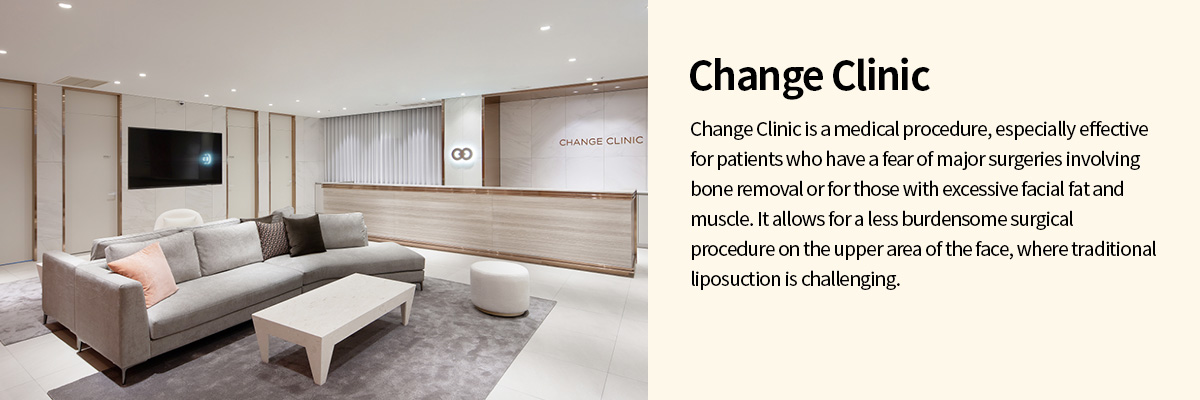 CHANGE CLINIC
Change Clinic
Change Clinic is a medical procedure, especially effective
for patients who have a fear of major surgeries involving
bone removal or for those with excessive facial fat and
muscle. It allows for a less burdensome surgical
procedure on the upper area of the face, where traditional
liposuction is challenging.